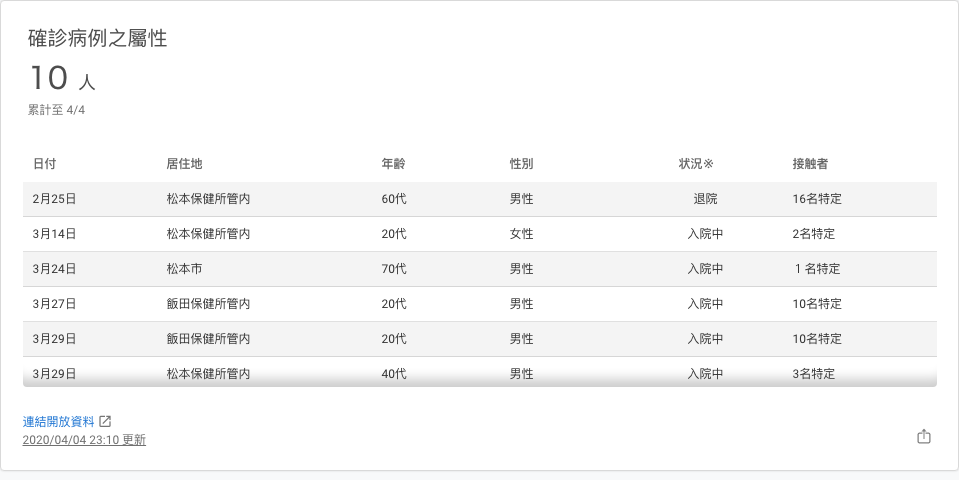 確診病例之屬性
10 人
累計至 4/4
日付 居住地 年齢 性別 状況※ 接触者
2月25日 松本保健所管内 60代 男性 退院 16名特定
3月14日 松本保健所管内 20代 女性 入院中 2名特定
3月24日 松本市 70代 男性 入院中 1 名特定
3月27日 飯田保健所管内 20代 男性 入院中 10名特定
3月29日 飯田保健所管内 20代 男性 入院中 10名特定
3月29日 松本保健所管内 40代 男性 入院中 3名特定
連結開放資料
2020/04/04 23:10 更新